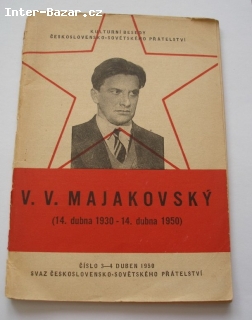 Inter-Bazar.cz
KULTURNÍ BESEDY
ČESKOSLOVENSKO-SOVĚTSKÉHO PŘÁTELSTVÍ
V. V. MAJAKOVSKÝ
(14. dubna 1930 - 14. dubna 1950)
ČÍSLO 3-4 DUBEN 1950
SVAZ ČESKOSLOVENSKO-SOVĚTSKÉHO PŘÁTELSTVÍ